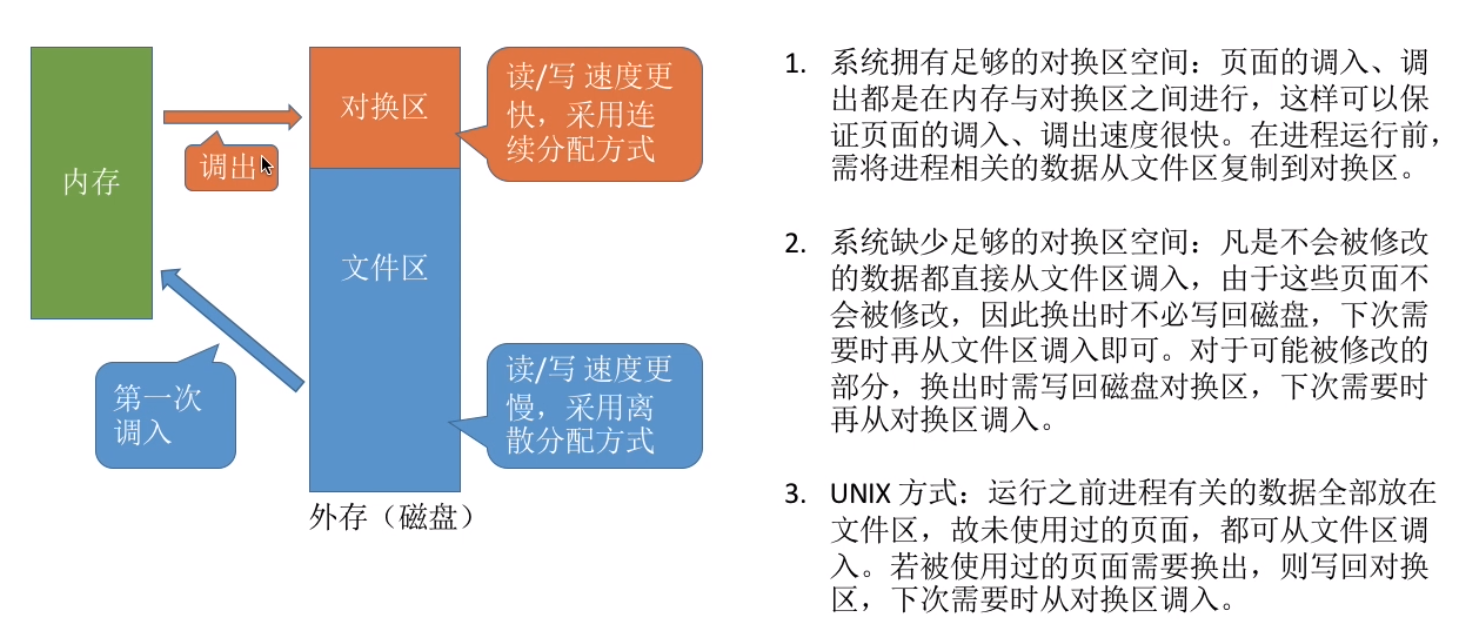 内存
调出
对换区
读/写 速度更
快，采用连
续分配方式
文件区
第一次
调入
读/写 速度更
慢，采用离
散分配方式
外存（磁盘）
1. 系统拥有足够的对换区空间：页面的调入、调
出都是在内存与对换区之间进行，这样可以保
证页面的调入、调出速度很快。在进程运行前，
需将进程相关的数据从文件区复制到对换区。
2. 系统缺少足够的对换区空间：凡是不会被修改
的数据都直接从文件区调入，由于这些页面不
会被修改，因此换出时不必写回磁盘，下次需
要时再从文件区调入即可。对于可能被修改的
部分，换出时需写回磁盘对换区，下次需要时
再从对换区调入。
3. UNIX 方式：运行之前进程有关的数据全部放在
文件区，故未使用过的页面，都可从文件区调
入。若被使用过的页面需要换出，则写回对换
区，下次需要时从对换区调入。